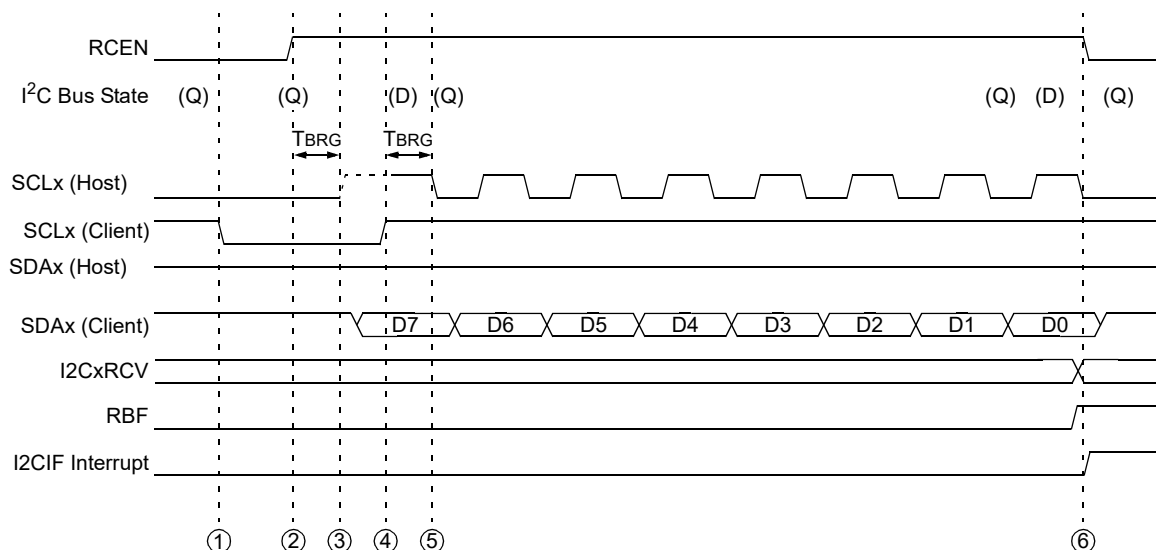 RCEN
I²C Bus State (Q) (Q) (D) (Q) (Q) (D) (Q)
TBRG TBRG
SCLx (Host)
SCLx (Client)
SDAx (Host)
SDAx (Client) D7 D6 D5 D4 D3 D2 D1 D0
I2CxRCV
RBF
I2CIF Interrupt
① ② ③ ④ ⑤ ⑥